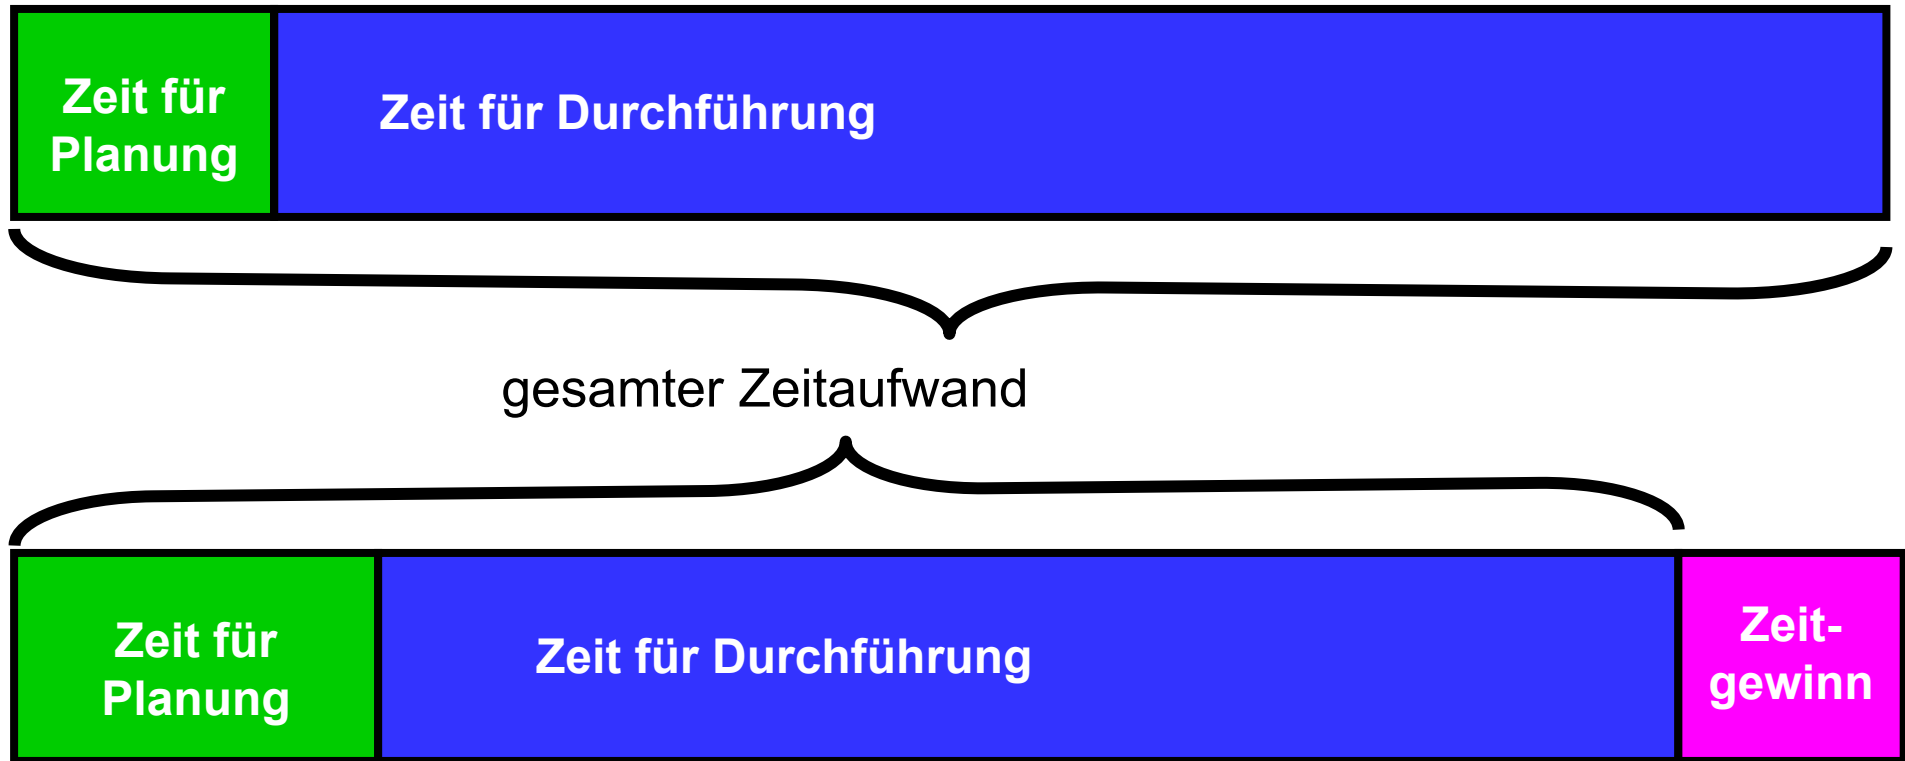 Zeit für
Planung
Zeit für Durchführung
gesamter Zeitaufwand
Zeit für
Planung
Zeit für Durchführung
Zeit-
gewinn